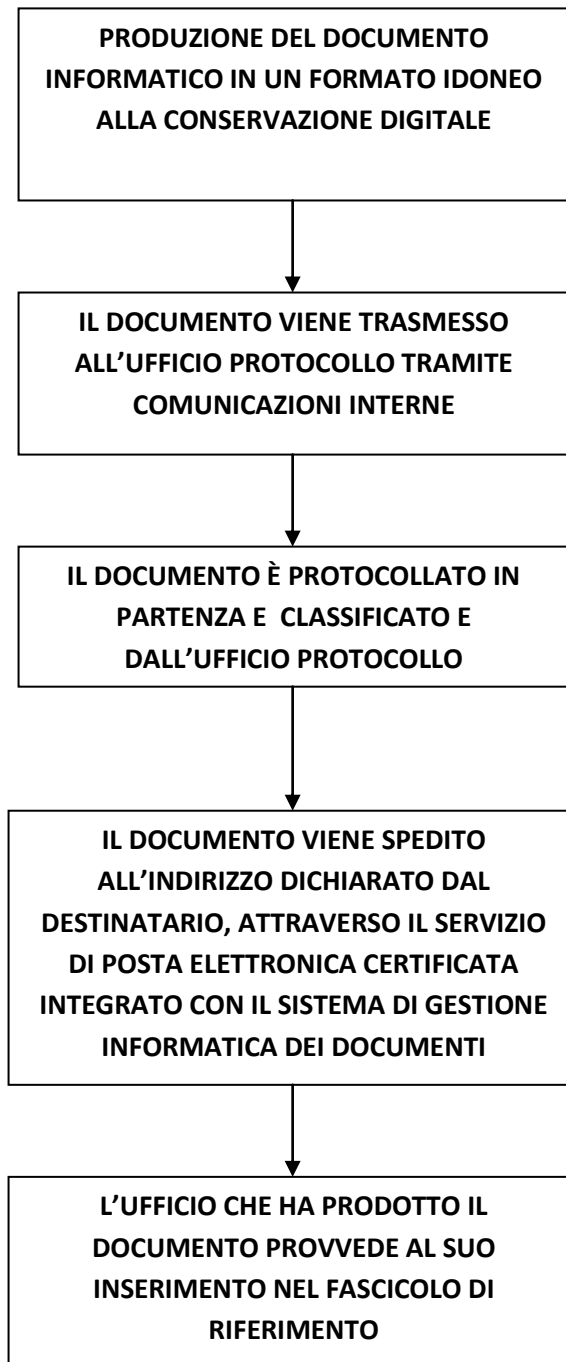 PRODUZIONE DEL DOCUMENTO
INFORMATICO IN UN FORMATO IDONEO
ALLA CONSERVAZIONE DIGITALE
IL DOCUMENTO VIENE TRASMESSO
ALL’UFFICIO PROTOCOLLO TRAMITE
COMUNICAZIONI INTERNE
IL DOCUMENTO È PROTOCOLLATO IN
PARTENZA E  CLASSIFICATO E
DALL’UFFICIO PROTOCOLLO
IL DOCUMENTO VIENE SPEDITO
ALL’INDIRIZZO DICHIARATO DAL
DESTINATARIO, ATTRAVERSO IL SERVIZIO
DI POSTA ELETTRONICA CERTIFICATA
INTEGRATO CON IL SISTEMA DI GESTIONE
INFORMATICA DEI DOCUMENTI
L’UFFICIO CHE HA PRODOTTO IL
DOCUMENTO PROVVEDE AL SUO
INSERIMENTO NEL FASCICOLO DI
RIFERIMENTO